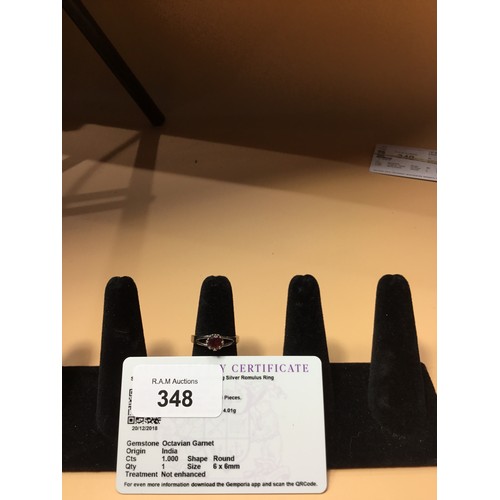 Y CERTIFICATE
g Silver Remulus Ring
R.A.M Auctions
348
Pieces,
4.01g
20/12/2018
Gemstone Octavian Garnet
Origin India
Cts 1.000 Shape Round
Qty 1 Size 6 x 6mm
Treatment Not enhanced
For even more information download the Gemporia app and scan the QRCode.